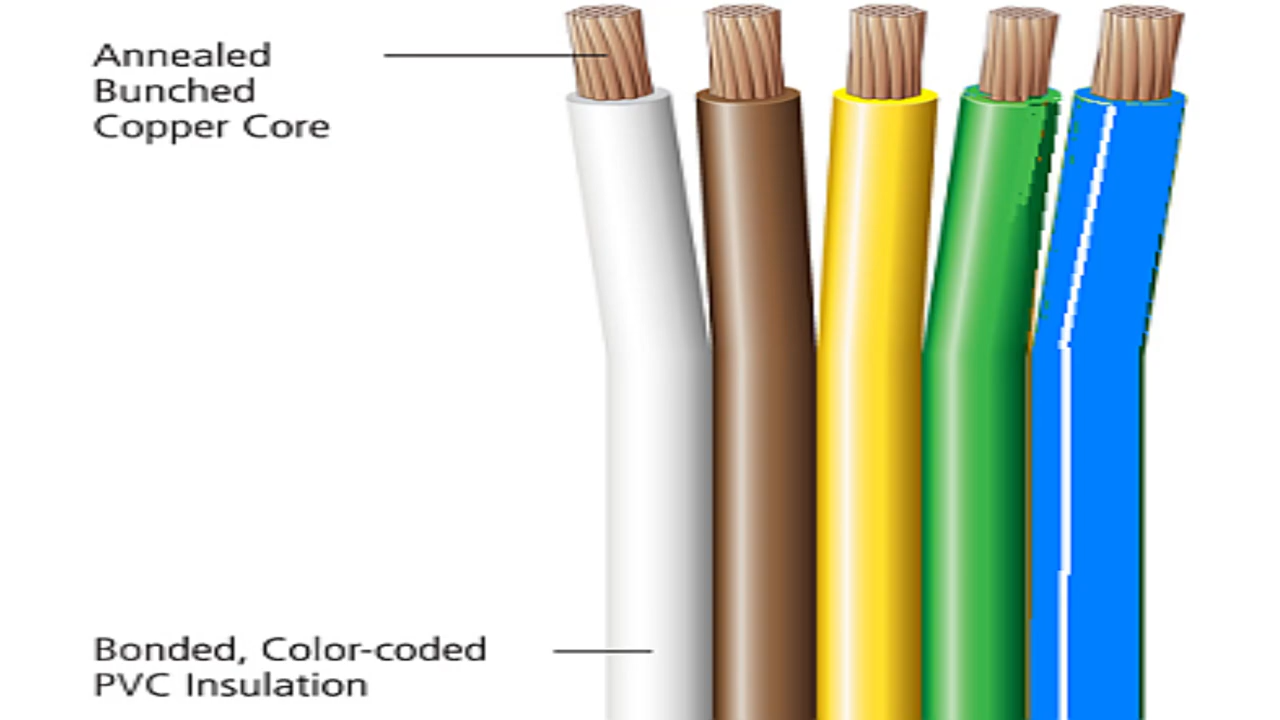 Annealed
Bunched
Copper Core
Bonded, Color-coded
PVC Insulation